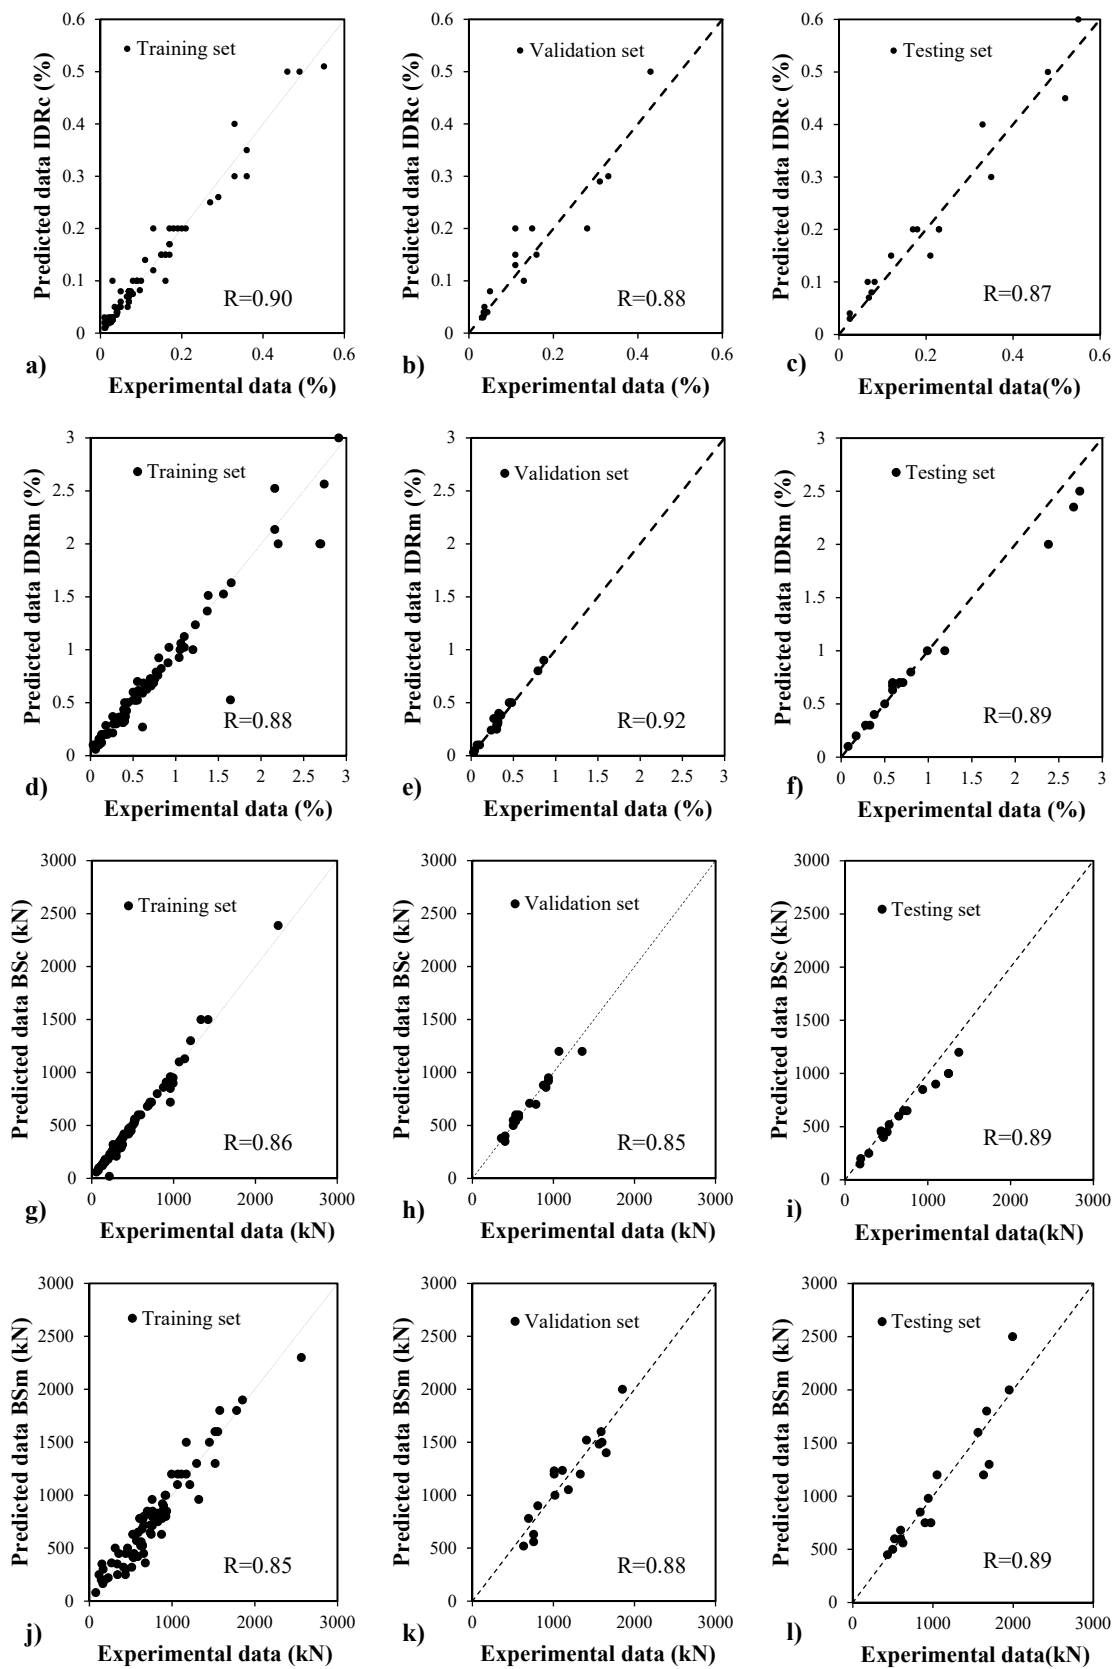 0.6
0.5
0.4
0.3
0.2
0.1
0
Predicted data IDRc (%)
Training set
R=0.90
0 0.2 0.4 0.6
a)
Experimental data (%)
0.6
0.5
0.4
0.3
0.2
0.1
0
Predicted data IDRc (%)
Validation set
R=0.88
0 0.2 0.4 0.6
b)
Experimental data (%)
0.6
0.5
0.4
0.3
0.2
0.1
0
Predicted data IDRc (%)
Testing set
R=0.87
0 0.2 0.4 0.6
c)
Experimental data(%)
3
2.5
2
1.5
1
0.5
0
Predicted data IDRm (%)
Training set
R=0.88
0 0.5 1 1.5 2 2.5 3
d)
Experimental data (%)
3
2.5
2
1.5
1
0.5
0
Predicted data IDRm (%)
Validation set
R=0.92
0 0.5 1 1.5 2 2.5 3
e)
Experimental data (%)
3
2.5
2
1.5
1
0.5
0
Predicted data IDRm (%)
Testing set
R=0.89
0 0.5 1 1.5 2 2.5 3
f)
Experimental data (%)
3000
2500
2000
1500
1000
500
0
Predicted data BSc (kN)
Training set
R=0.86
0 1000 2000 3000
g)
Experimental data (kN)
3000
2500
2000
1500
1000
500
0
Predicted data BSc (kN)
Validation set
R=0.85
0 1000 2000 3000
h)
Experimental data (kN)
3000
2500
2000
1500
1000
500
0
Predicted data BSc (kN)
Testing set
R=0.89
0 1000 2000 3000
i)
Experimental data(kN)
3000
2500
2000
1500
1000
500
0
Predicted data BSm (kN)
Training set
R=0.85
0 1000 2000 3000
j)
Experimental data (kN)
3000
2500
2000
1500
1000
500
0
Predicted data BSm (kN)
Validation set
R=0.88
0 1000 2000 3000
k)
Experimental data (kN)
3000
2500
2000
1500
1000
500
0
Predicted data BSm (kN)
Testing set
R=0.89
0 1000 2000 3000
l)
Experimental data(kN)